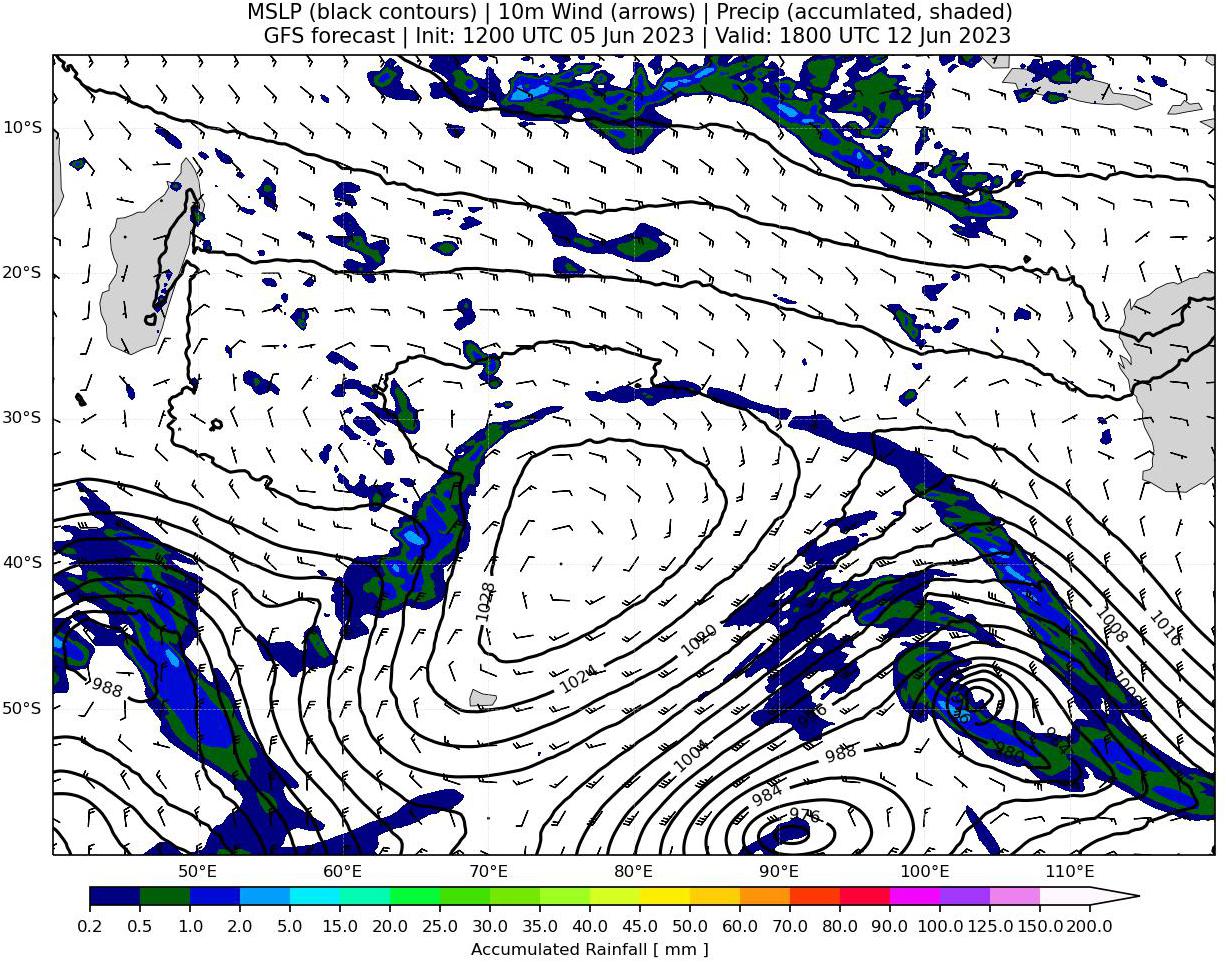 MSLP (black contours) | 10m Wind (arrows) | Precip (accumlated, shaded)
GFS forecast | Init: 1200 UTC 05 Jun 2023 | Valid: 1800 UTC 12 Jun 2023
10°S
20°S
30°S
40°S
50°S
1028
1020
1024
1008
1016
1000
988
1004
996
988
984
976
980
50°E 60°E 70°E 80°E 90°E 100°E 110°E
0.2 0.5 1.0 2.0 5.0 15.0 20.0 25.0 30.0 35.0 40.0 45.0 50.0 60.0 70.0 80.0 90.0 100.0 125.0 150.0 200.0
Accumulated Rainfall [ mm ]